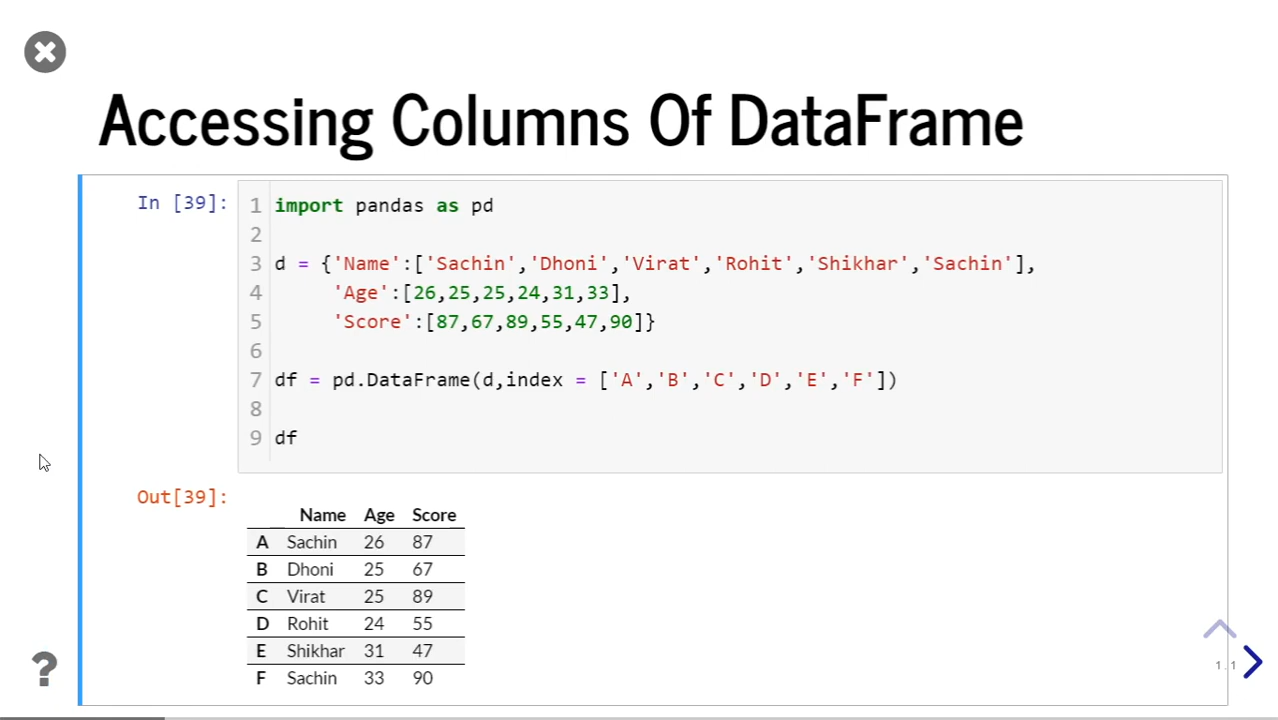 Accessing Columns Of DataFrame
In [39]:
1 import pandas as pd
2
3 d = {'Name':['Sachin','Dhoni','Virat','Rohit','Shikhar','Sachin'],
4      'Age':[26,25,25,24,31,33],
5      'Score':[87,67,89,55,47,90]}
6
7 df = pd.DataFrame(d,index = ['A','B','C','D','E','F'])
8
9 df
Out[39]:
Name Age Score
A Sachin 26 87
B Dhoni 25 67
C Virat 25 89
D Rohit 24 55
E Shikhar 31 47
F Sachin 33 90
?
1.1